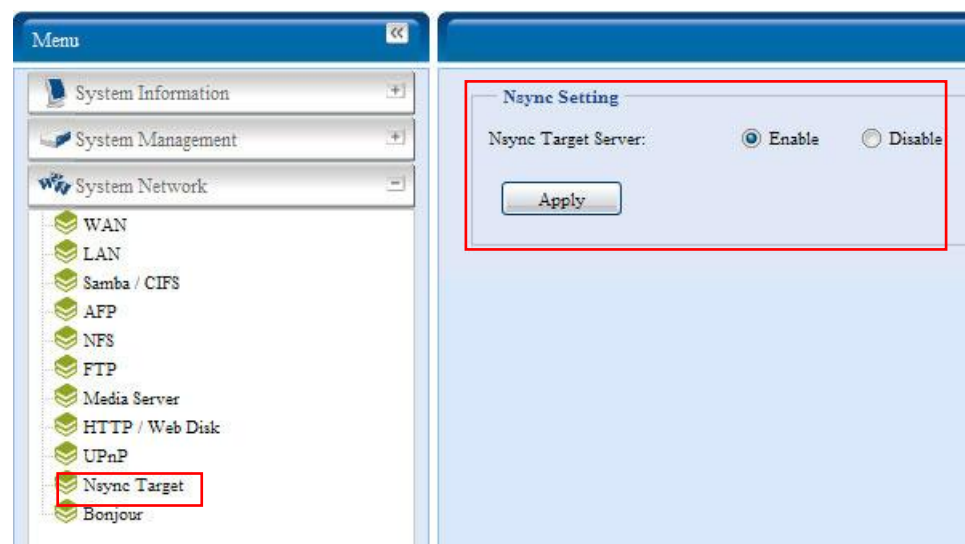 Menu
System Information
System Management
System Network
WAN
LAN
Samba / CIFS
AFP
NFS
FTP
Media Server
HTTP / Web Disk
UPnP
Nsync Target
Bonjour
Nsync Setting
Nsync Target Server: Enable Disable
Apply